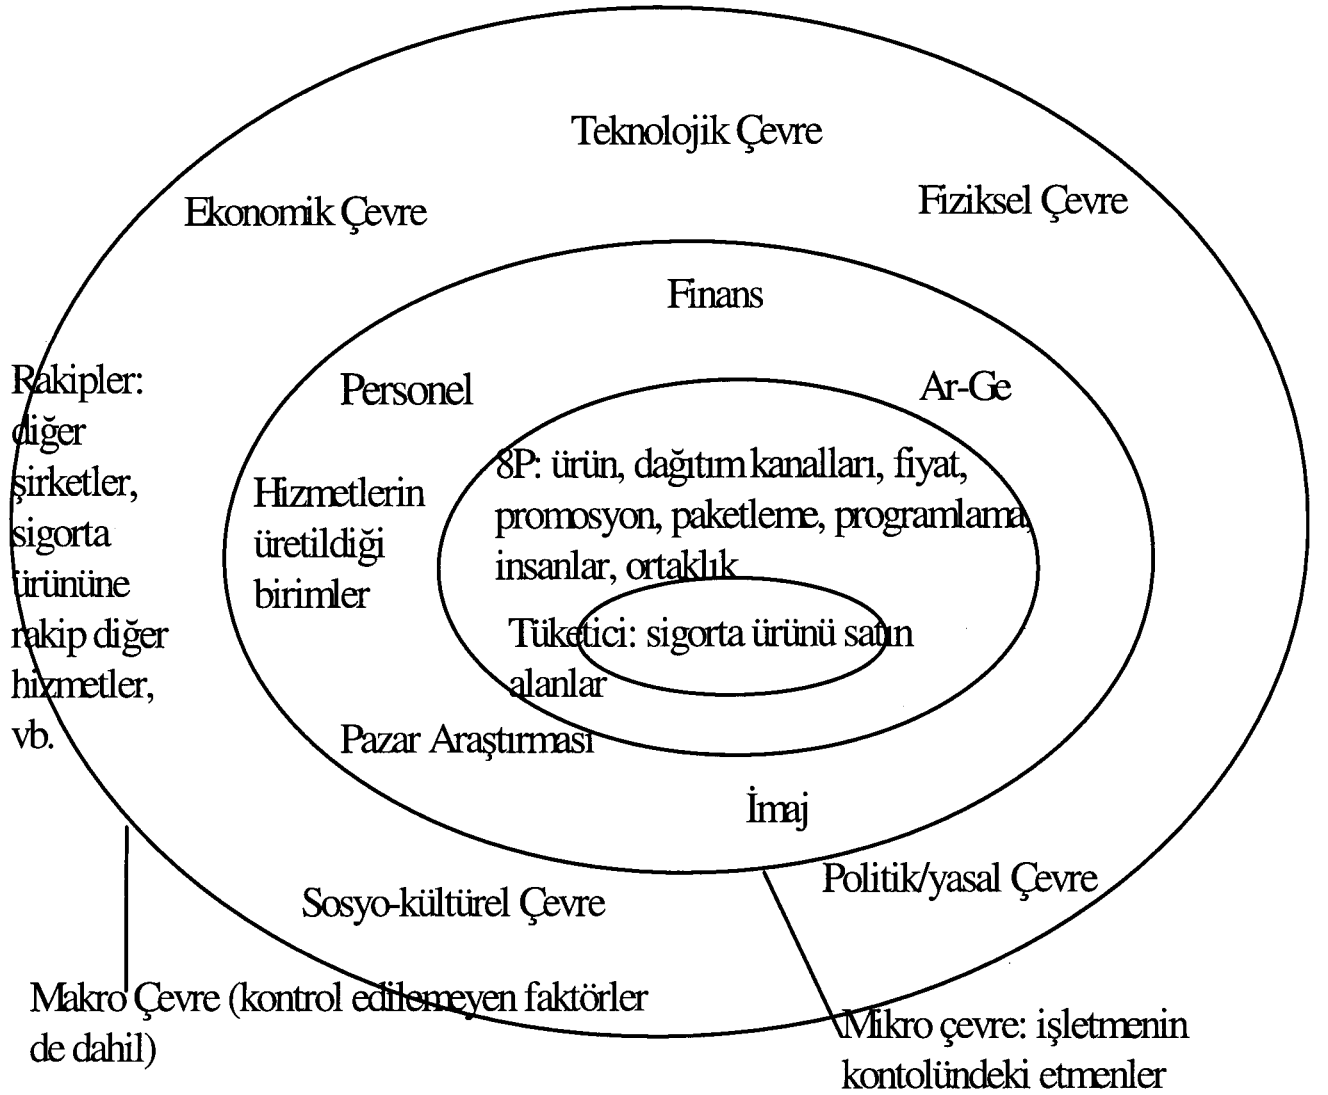 Teknolojik Çevre
Fiziksel Çevre
Ekonomik Çevre
Finans
Rakipler:
diğer
şirketler,
sigorta
ürününe
rakip diğer
hizmetler,
vb.
Personel
Ar-Ge
Hizmetlerin
üretildiği
birimler
8P: ürün, dağıtım kanalları, fiyat,
promosyon, paketleme, programlama,
insanlar, ortaklık
Tüketici: sigorta ürünü satın
alanlar
Pazar Araştırması
İmaj
Politik/yasal Çevre
Sosyo-kültürel Çevre
Makro Çevre (kontrol edilemeyen faktörler
de dahil)
Mikro çevre: işletmenin
kontolündeki etmenler